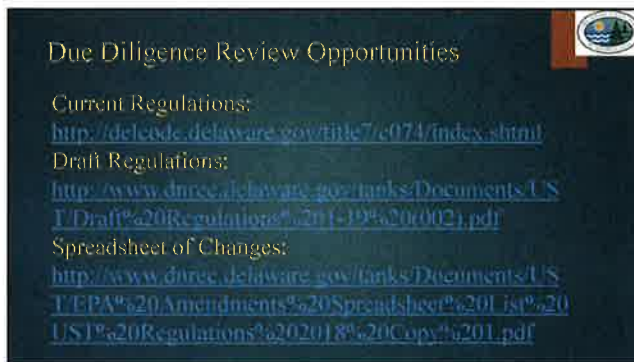 Due Diligence Review Opportunities
Current Regulations:
http://delcode.delaware.gov/title7/c074/index.shtml
Draft Regulations:
http://www.dnrec.delaware.gov/tanks/Documents/US
T/Draft%20Regulations%201-39%20(002).pdf
Spreadsheet of Changes:
http://www.dnrec.delaware.gov/tanks/Documents/US
T/EPA%20Amendments%20Spreadsheet%20List%20
UST%20Regulations%202018%20Copy%201.pdf